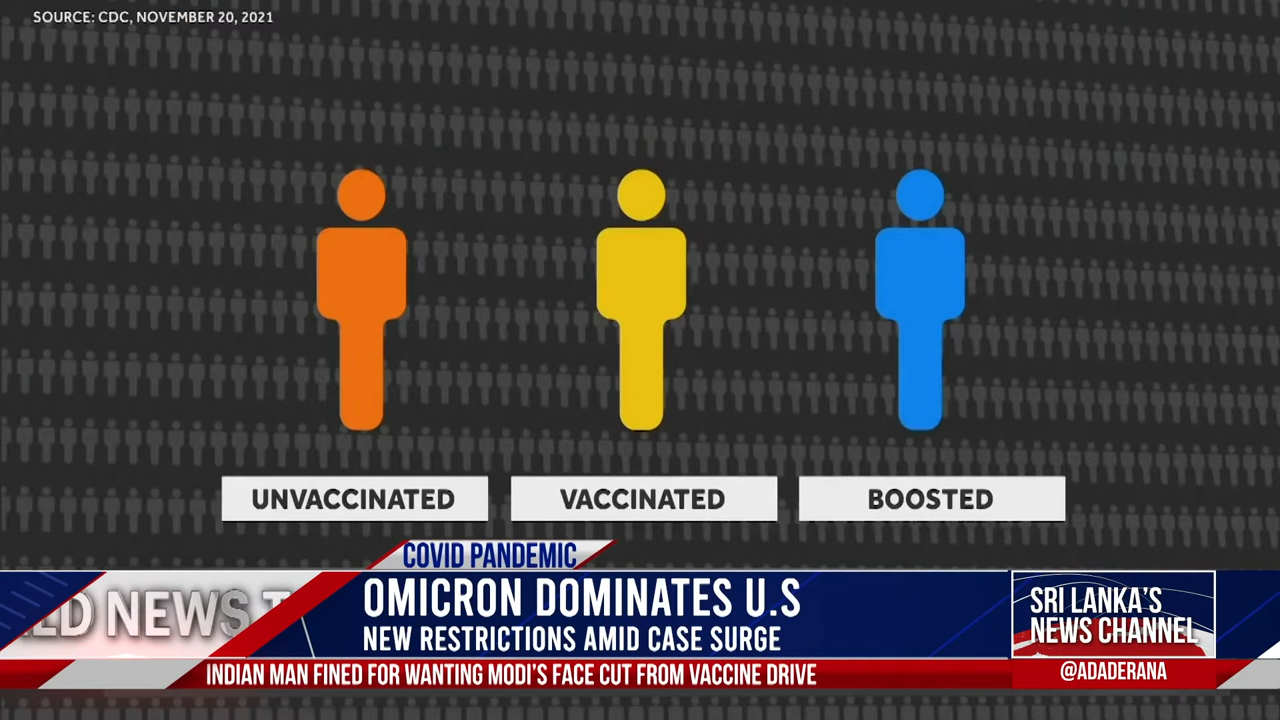 SOURCE: CDC, NOVEMBER 20, 2021
UNVACCINATED
VACCINATED
BOOSTED
COVID PANDEMIC
OMICRON DOMINATES U.S
NEW RESTRICTIONS AMID CASE SURGE
NEWS
SRI LANKA'S
NEWS CHANNEL
INDIAN MAN FINED FOR WANTING MODI'S FACE CUT FROM VACCINE DRIVE
@ADADERANA